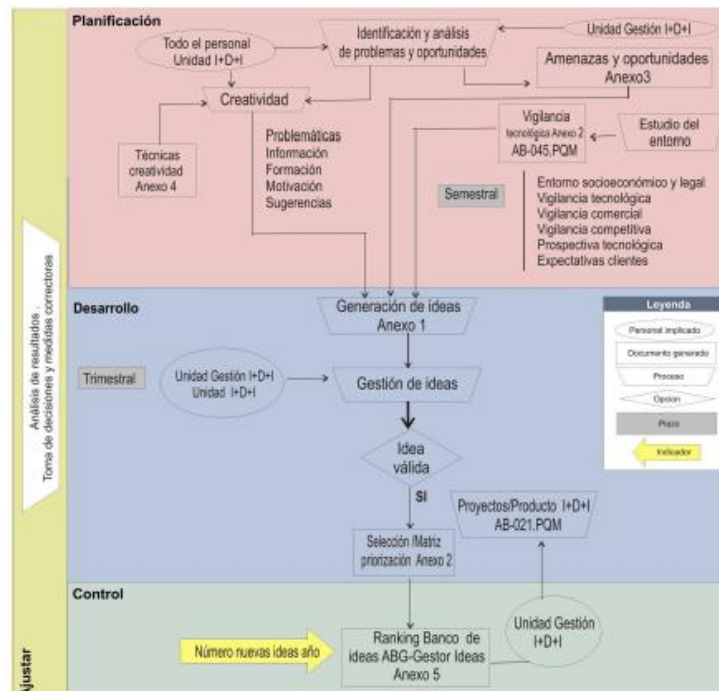 Planificación
Todo el personal
Unidad I+D+I
Identificación y análisis
de problemas y oportunidades
Unidad Gestión I+D+I
Amenazas y oportunidades
Anexo3
Creatividad
Técnicas
creatividad
Anexo 4
Problemáticas
Información
Formación
Motivación
Sugerencias
Vigilancia
tecnológica Anexo 2
AB-045.PQM
Estudio del
entorno
Semestral
Entorno socioeconómico y legal
Vigilancia tecnológica
Vigilancia comercial
Vigilancia competitiva
Prospectiva tecnológica
Expectativas clientes
Análisis de resultados .
Toma de decisiones y medidas correctoras
Ajustar
Desarrollo
Generación de ideas
Anexo 1
Trimestral
Unidad Gestión I+D+I
Unidad I+D+I
Gestión de ideas
Idea
válida
SI
Selección /Matriz
priorización Anexo 2
Proyectos/Producto I+D+I
AB-021.PQM
Leyenda
Personal implicado
Documento generado
Proceso
Opcion
Plazo
Indicador
Control
Número nuevas ideas año
Ranking Banco de
ideas ABG-Gestor Ideas
Anexo 5
Unidad Gestión
I+D+I